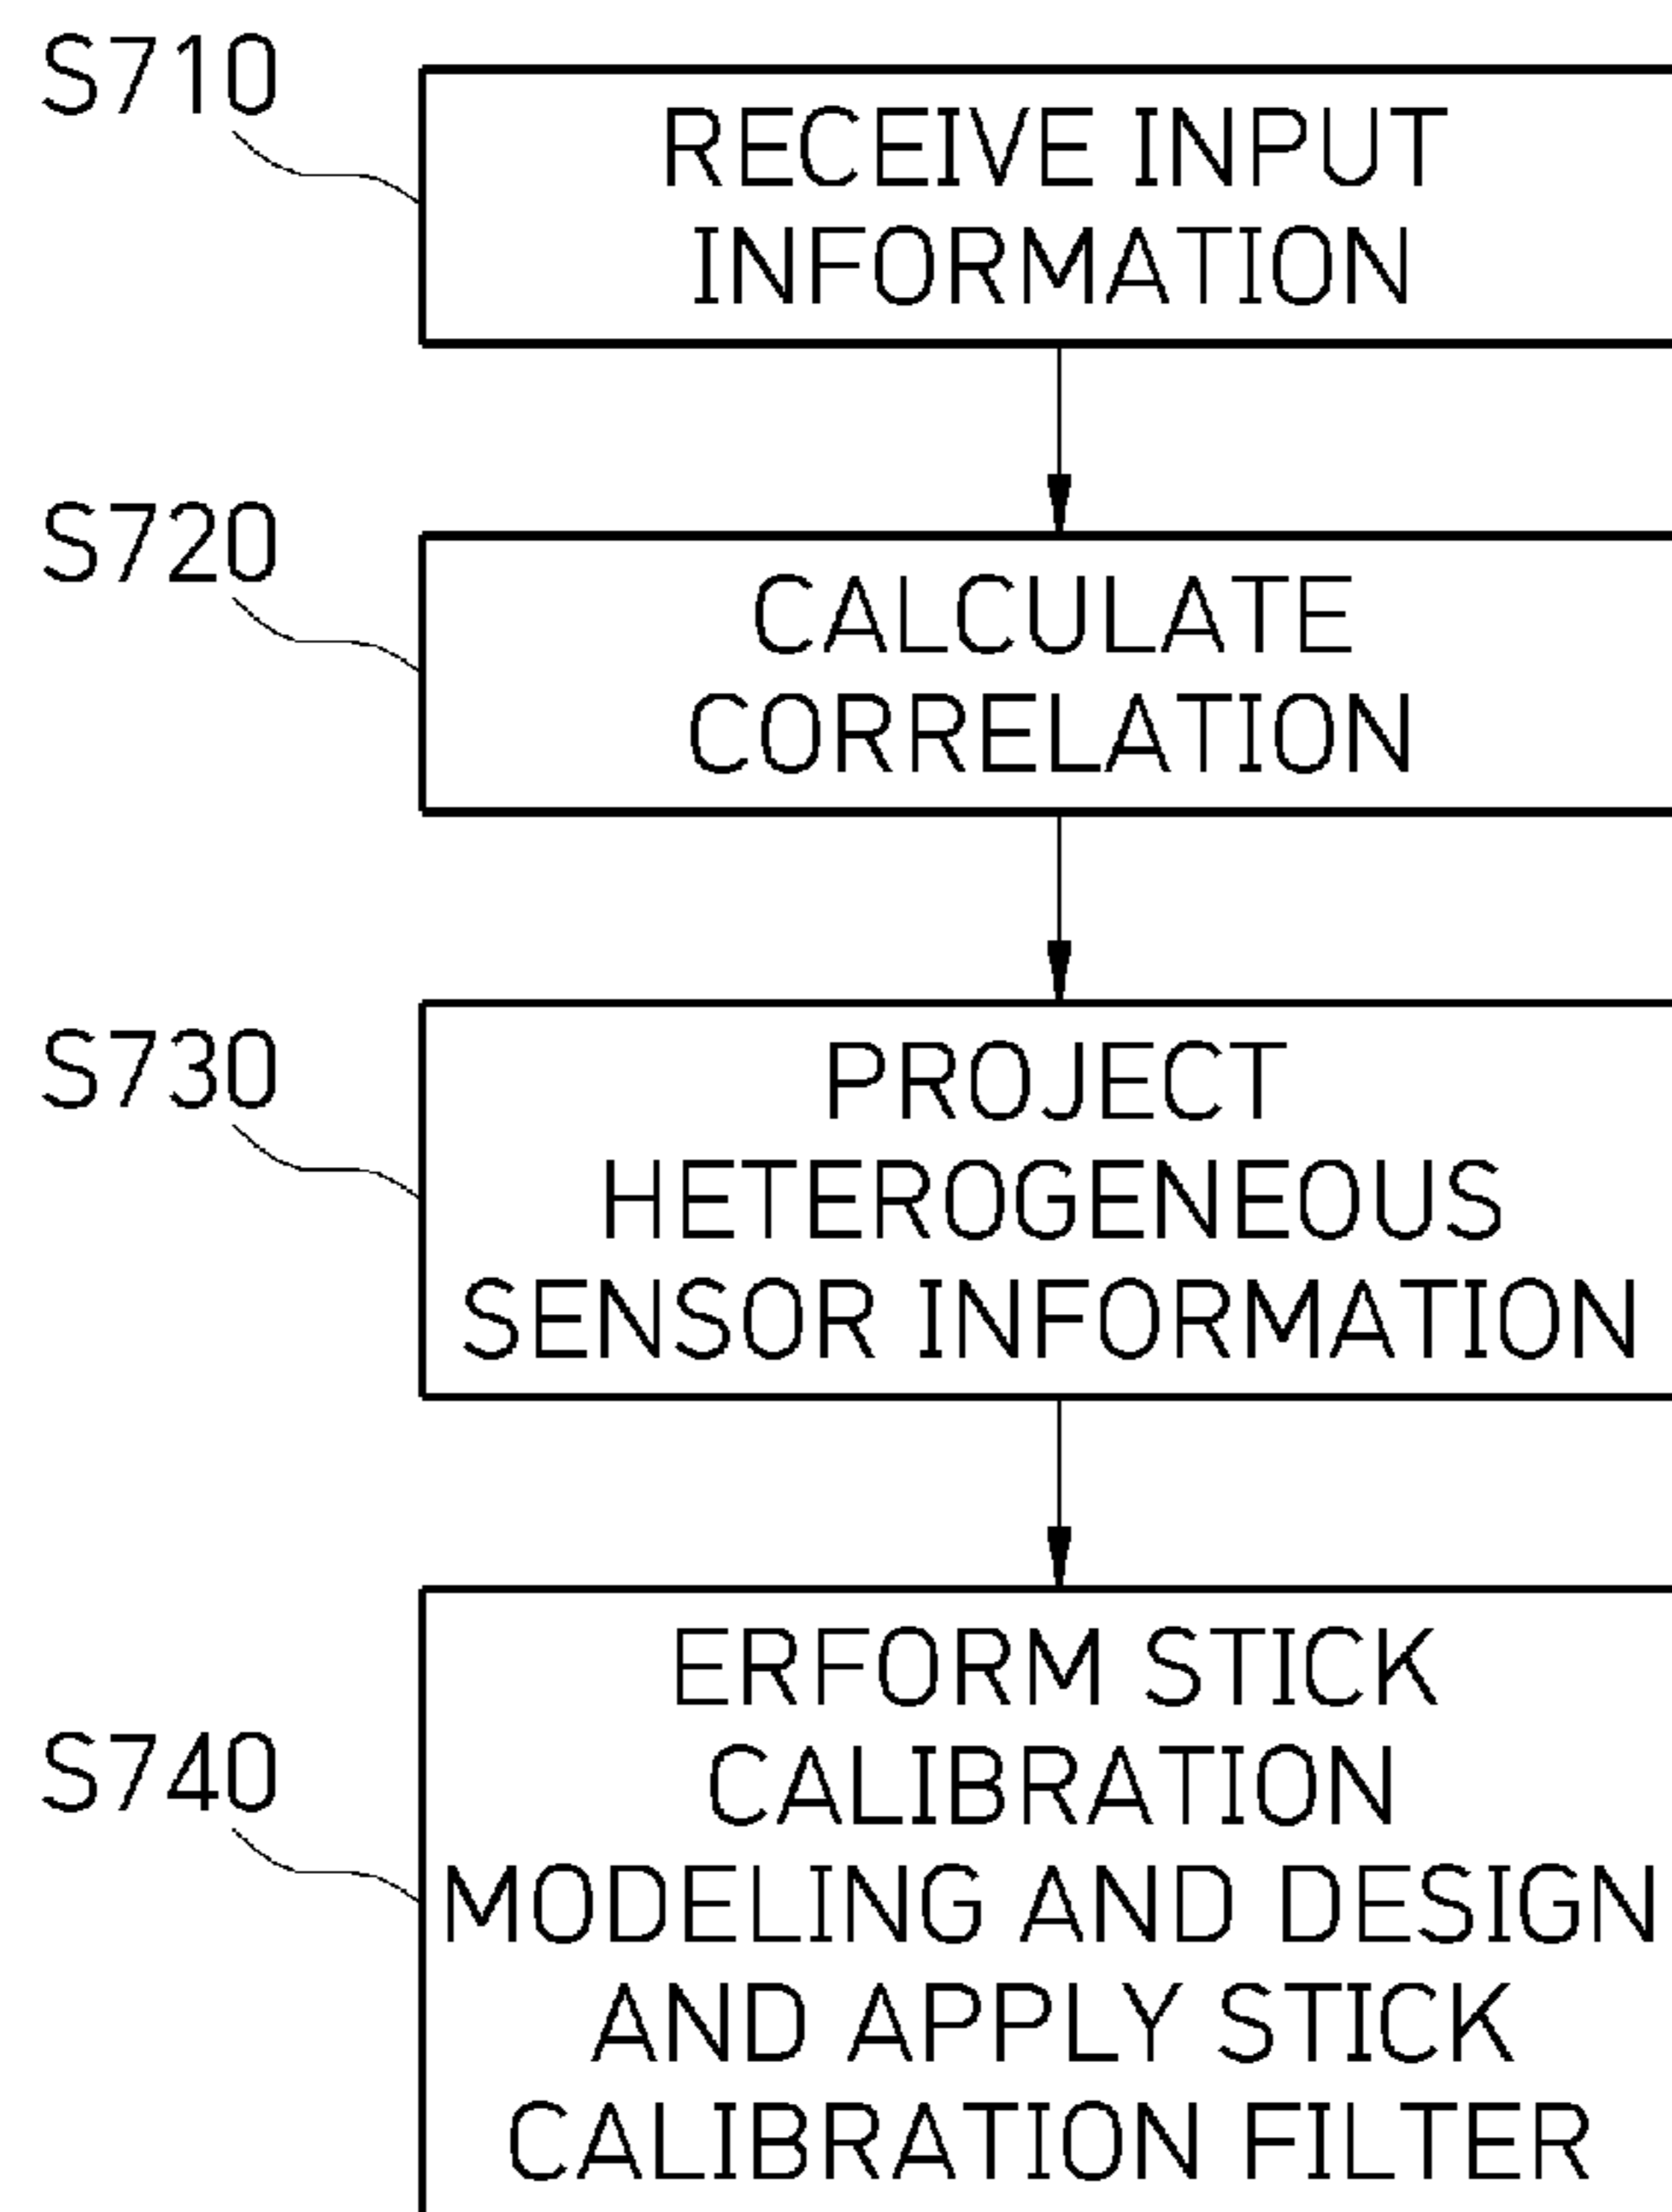 S710
RECEIVE INPUT
INFORMATION
S720
CALCULATE
CORRELATION
S730
PROJECT
HETEROGENEOUS
SENSOR INFORMATION
S740
ERFORM STICK
CALIBRATION
MODELING AND DESIGN
AND APPLY STICK
CALIBRATION FILTER